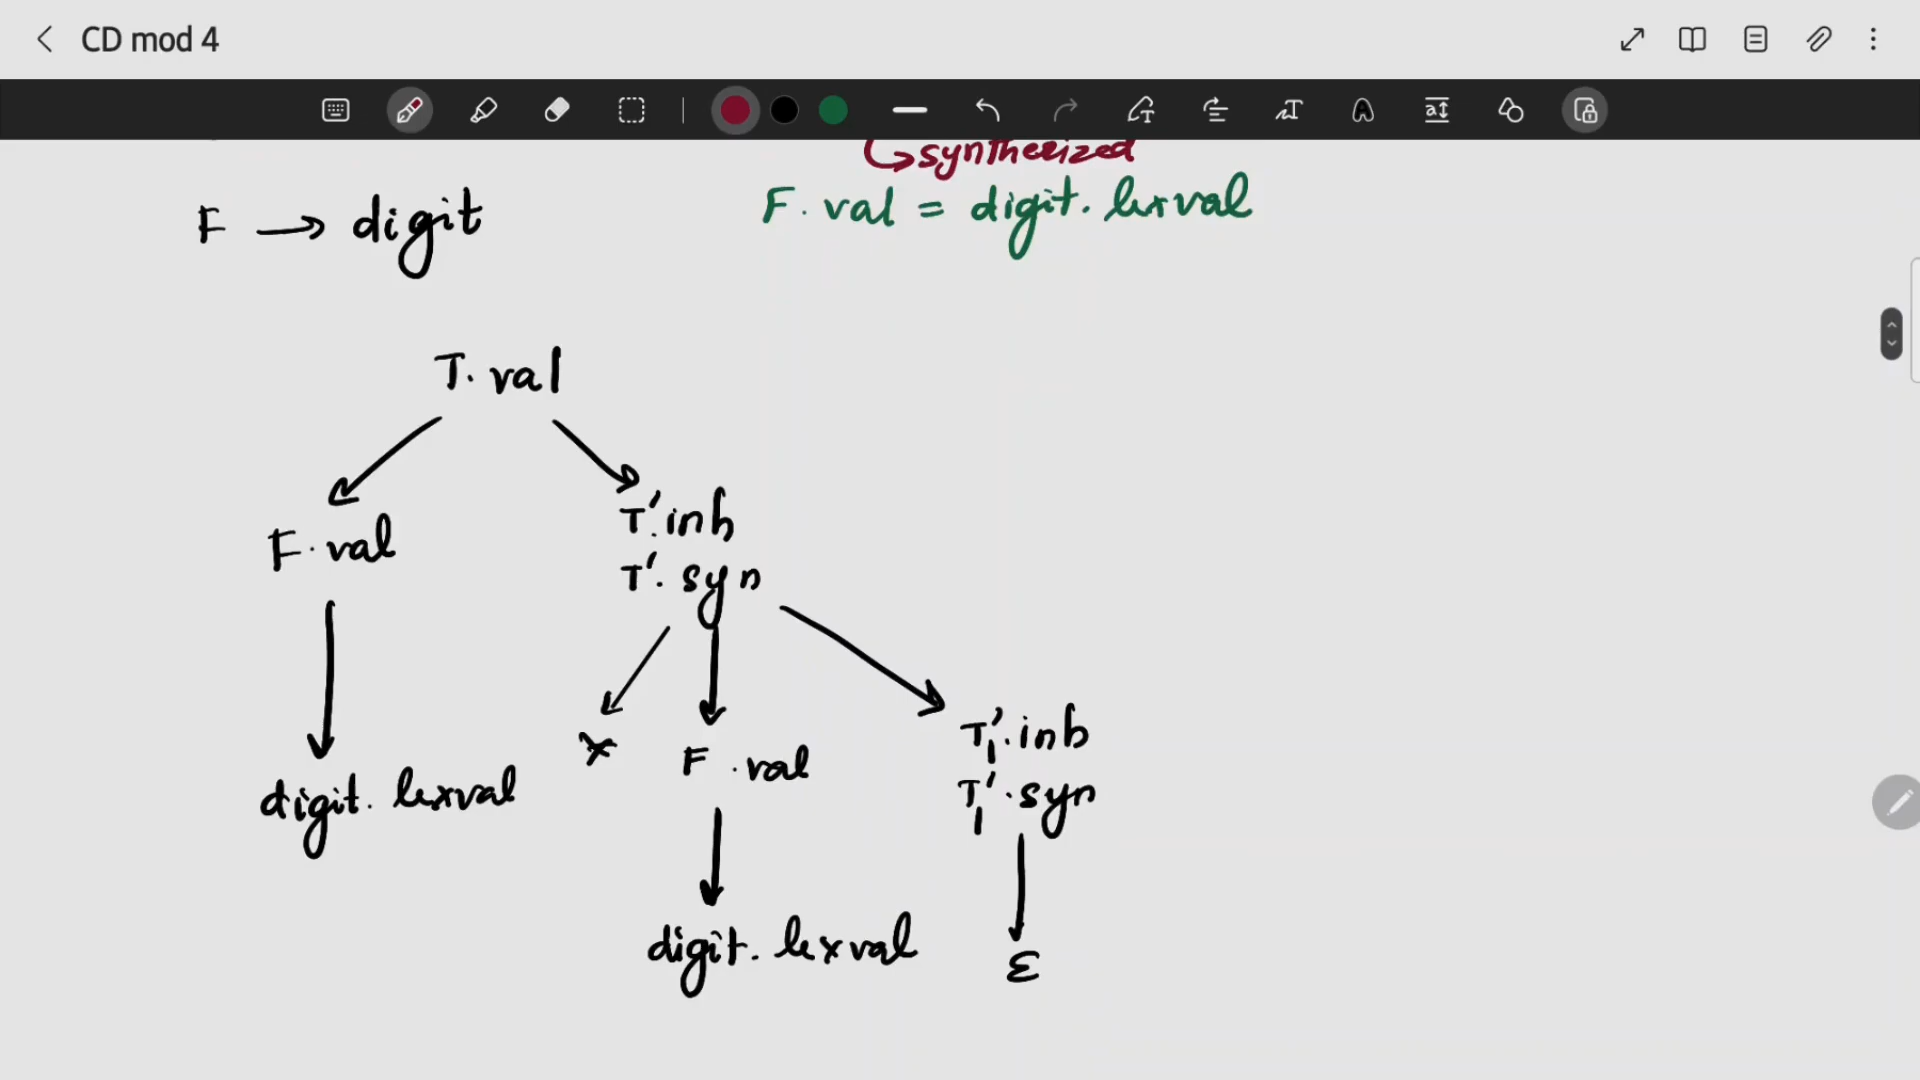 CD mod 4
↳synthesized
F → digit
F.val = digit.lexval
T.val
F.val
T'.inh
T'.syn
*
F.val
T₁'.inh
T₁'.syn
digit.lexval
digit.lexval
ε